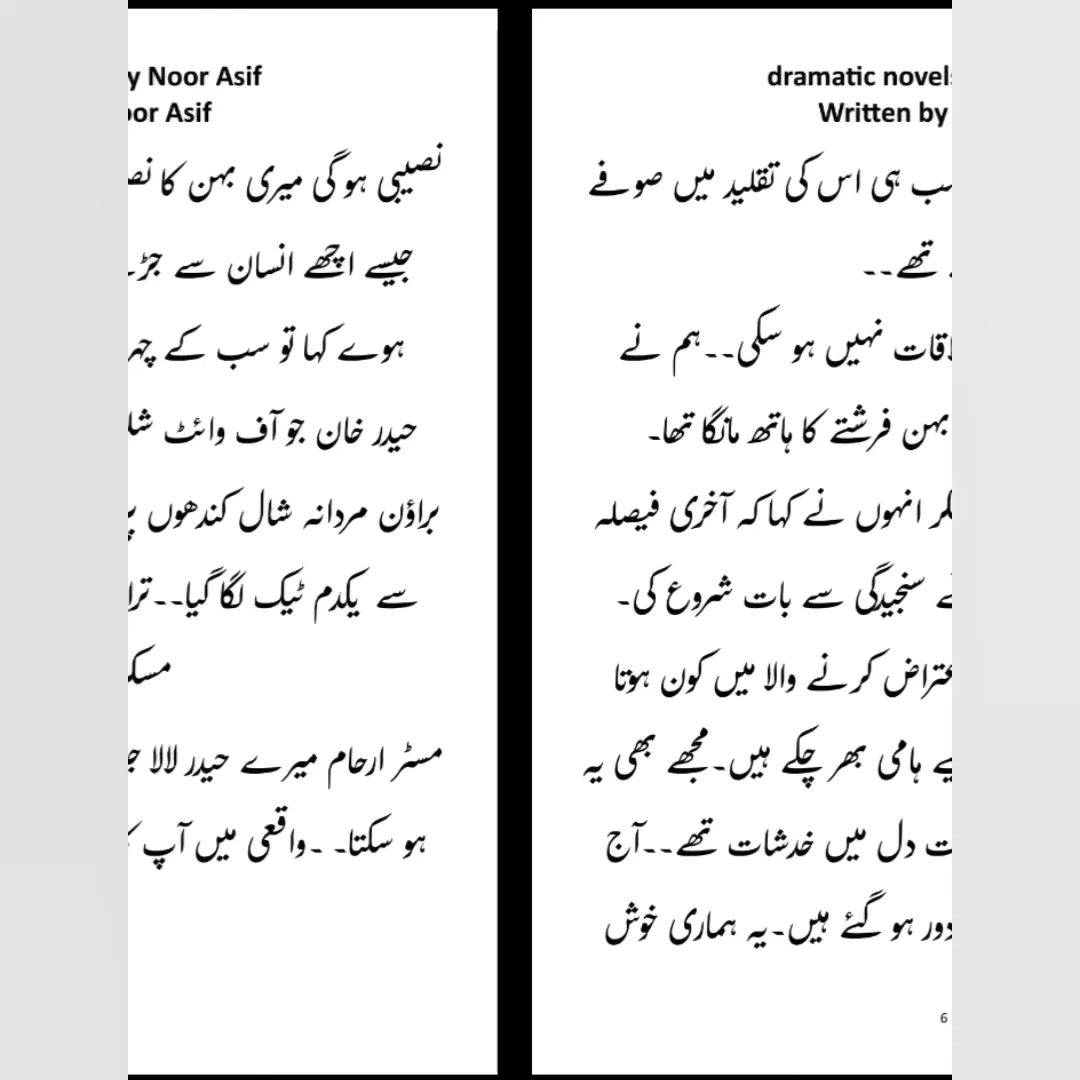 dramatic novels
Written by
ہی اس کی تقلید میں صوفے
تھے۔۔
نہیں ہو سکی۔۔ہم نے
بہن فرشتے کا ہاتھ مانگا تھا۔
انہوں نے کہا کہ آخری فیصلہ
سنجیدگی سے بات شروع کی۔
کرنے والا میں کون ہوتا
ہامی بھر چکے ہیں۔مجھے بھی یہ
دل میں خدشات تھے۔۔آج
دور ہو گئے ہیں۔یہ ہماری خوش
6
y Noor Asif
oor Asif
نصیبی ہوگی میری بہن کا
جیسے اچھے انسان سے
ہوے کہا تو سب کے
حیدر خان جو آف وائٹ
براؤن مردانہ شال کندھوں
سے یکدم ٹیک لگا گیا۔۔
مسٹر ارحام میرے حیدر لالا
ہو سکتا۔۔واقعی میں آپ